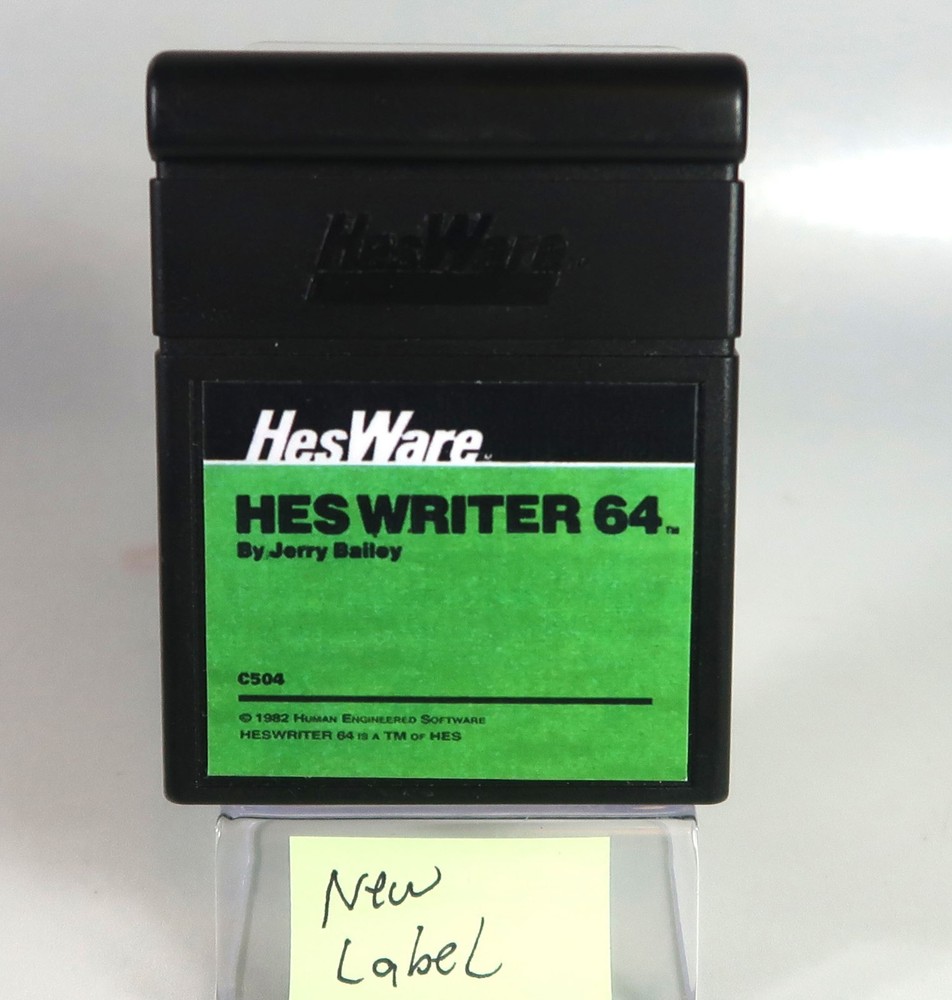 HesWare
HesWare
HES WRITER 64™
By Jerry Bailey
C504
© 1982 HUMAN ENGINEERED SOFTWARE
HESWRITER 64 IS A TM OF HES
New
Label